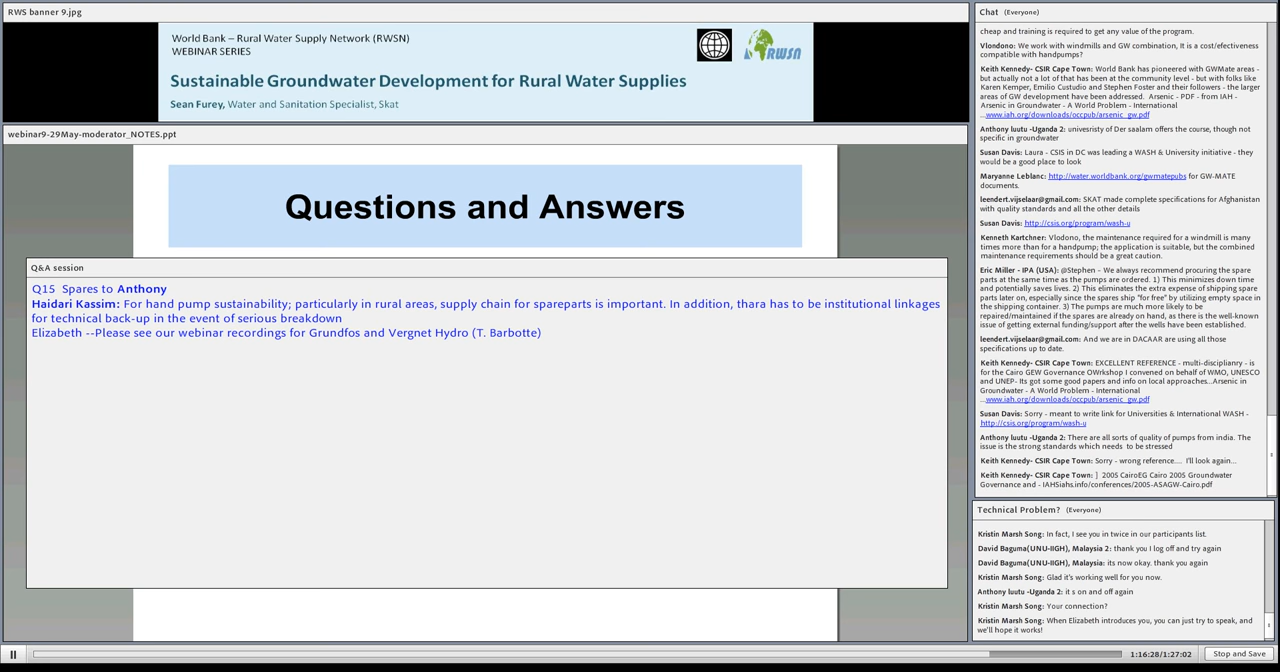 RWS banner 9.jpg
World Bank – Rural Water Supply Network (RWSN)
WEBINAR SERIES
RWSN
Sustainable Groundwater Development for Rural Water Supplies
Sean Furey, Water and Sanitation Specialist, Skat
webinar9-29May-moderator_NOTES.ppt
Questions and Answers
Q&A session
Q15  Spares to Anthony
Haidari Kassim: For hand pump sustainability; particularly in rural areas, supply chain for spareparts is important. In addition, thara has to be institutional linkages
for technical back-up in the event of serious breakdown
Elizabeth --Please see our webinar recordings for Grundfos and Vergnet Hydro (T. Barbotte)
Chat (Everyone)
cheap and training is required to get any value of the program.
Vlondono: We work with windmills and GW combination, It is a cost/efectiveness
compatible with handpumps?
Keith Kennedy- CSIR Cape Town: World Bank has pioneered with GWMate areas -
but actually not a lot of that has been at the community level - but with folks like
Karen Kemper, Emilio Custudio and Stephen Foster and their followers - the larger
areas of GW development have been addressed.  Arsenic - PDF - from IAH -
Arsenic in Groundwater - A World Problem - International
...www.iah.org/downloads/occpub/arsenic_gw.pdf
Anthony luutu -Uganda 2: univesristy of Der saalam offers the course, though not
specific in groundwater
Susan Davis: Laura - CSIS in DC was leading a WASH & University initiative - they
would be a good place to look
Maryanne Leblanc: http://water.worldbank.org/gwmatepubs for GW-MATE
documents.
leendert.vijselaar@gmail.com: SKAT made complete specifications for Afghanistan
with quality standards and all the other details
Susan Davis: http://csis.org/program/wash-u
Kenneth Kartchner: Vlodono, the maintenance required for a windmill is many
times more than for a handpump; the application is suitable, but the combined
maintenance requirements should be a great caution.
Eric Miller - IPA (USA): @Stephen - We always recommend procuring the spare
parts at the same time as the pumps are ordered. 1) This minimizes down time
and potentially saves lives. 2) This eliminates the extra expense of shipping spare
parts later on, especially since the spares ship "for free" by utilizing empty space in
the shipping container. 3) The pumps are much more likely to be
repaired/maintained if the spares are already on hand, as there is the well-known
issue of getting external funding/support after the wells have been established.
leendert.vijselaar@gmail.com: And we are in DACAAR are using all those
specifications up to date.
Keith Kennedy- CSIR Cape Town: EXCELLENT REFERENCE - multi-disciplianry - is
for the Cairo GEW Governance OWrkshop I convened on behalf of WMO, UNESCO
and UNEP- Its got some good papers and info on local approaches...Arsenic in
Groundwater - A World Problem - International
...www.iah.org/downloads/occpub/arsenic_gw.pdf
Susan Davis: Sorry - meant to write link for Universities & International WASH -
http://csis.org/program/wash-u
Anthony luutu -Uganda 2: There are all sorts of quality of pumps from india. The
issue is the strong standards which needs  to be stressed
Keith Kennedy- CSIR Cape Town: Sorry - wrong reference....  I'll look again...
Keith Kennedy- CSIR Cape Town: ]  2005 CairoEG Cairo 2005 Groundwater
Governance and - IAHSiahs.info/conferences/2005-ASAGW-Cairo.pdf
Technical Problem? (Everyone)
Kristin Marsh Song: In fact, I see you in twice in our participants list.
David Baguma(UNU-IIGH), Malaysia 2: thank you I log off and try again
David Baguma(UNU-IIGH), Malaysia: its now okay. thank you again
Kristin Marsh Song: Glad it's working well for you now.
Anthony luutu -Uganda 2: it s on and off again
Kristin Marsh Song: Your connection?
Kristin Marsh Song: When Elizabeth introduces you, you can just try to speak, and
we'll hope it works!
1:16:28/1:27:02
Stop and Save